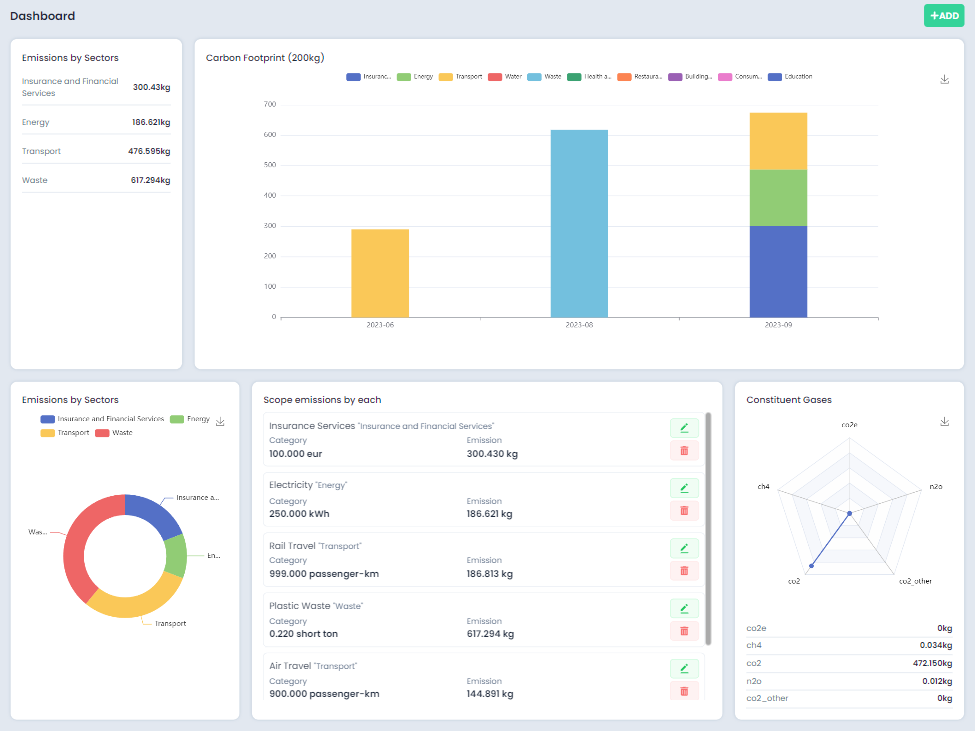 Dashboard
+ADD
Emissions by Sectors
Insurance and Financial
Services
300.43kg
Energy 186.621kg
Transport 476.595kg
Waste 617.294kg
Carbon Footprint (200kg)
Insuranc... Energy Transport Water Waste Health a... Restaura... Building... Consum... Education
700
600
500
400
300
200
100
0
2023-06 2023-08 2023-09
Emissions by Sectors
Insurance and Financial Services Energy
Transport Waste
Insurance a...
Was...
En...
Transport
Scope emissions by each
Insurance Services "Insurance and Financial Services"
Category Emission
100.000 eur 300.430 kg
Electricity "Energy"
Category Emission
250.000 kWh 186.621 kg
Rail Travel "Transport"
Category Emission
999.000 passenger-km 186.813 kg
Plastic Waste "Waste"
Category Emission
0.220 short ton 617.294 kg
Air Travel "Transport"
Category Emission
900.000 passenger-km 144.891 kg
Constituent Gases
co2e
ch4 n2o
co2 co2_other
co2e 0kg
ch4 0.034kg
co2 472.150kg
n2o 0.012kg
co2_other 0kg